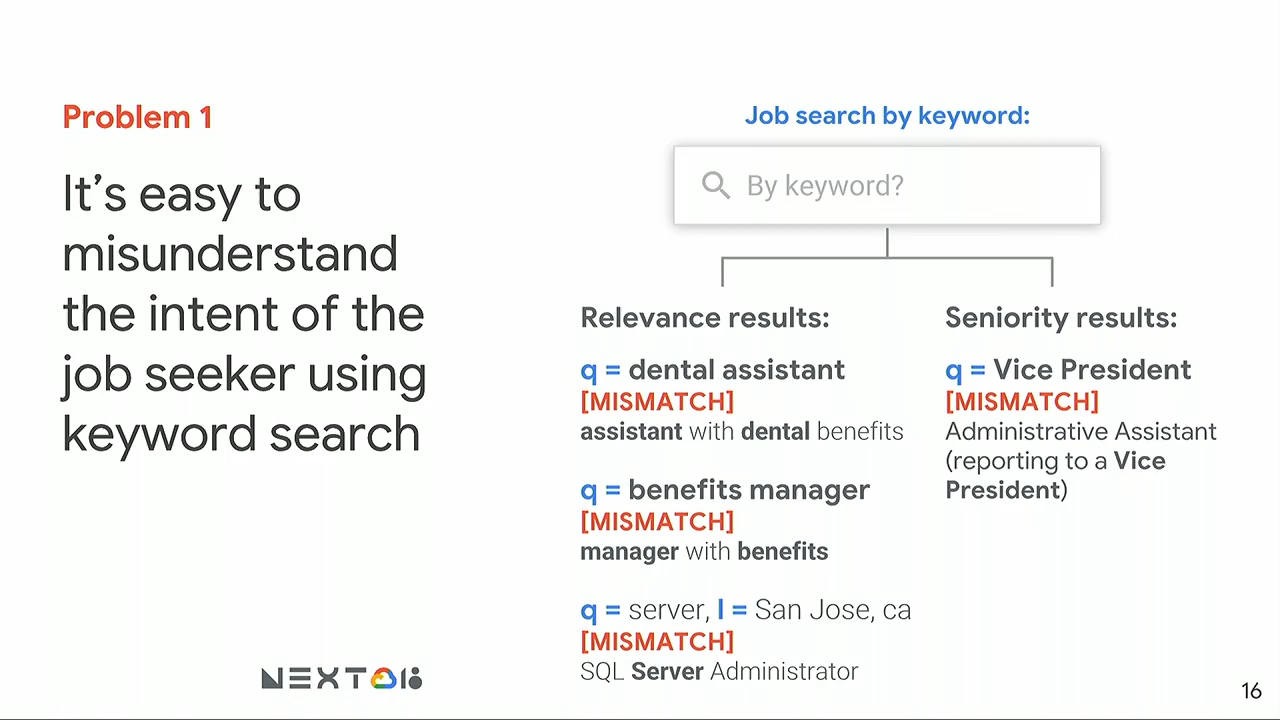 Problem 1
It's easy to
misunderstand
the intent of the
job seeker using
keyword search
Job search by keyword:
By keyword?
Relevance results:
q = dental assistant
[MISMATCH]
assistant with dental benefits
q = benefits manager
[MISMATCH]
manager with benefits
q = server, l = San Jose, ca
[MISMATCH]
SQL Server Administrator
Seniority results:
q = Vice President
[MISMATCH]
Administrative Assistant
(reporting to a Vice
President)
NEXT 18
16